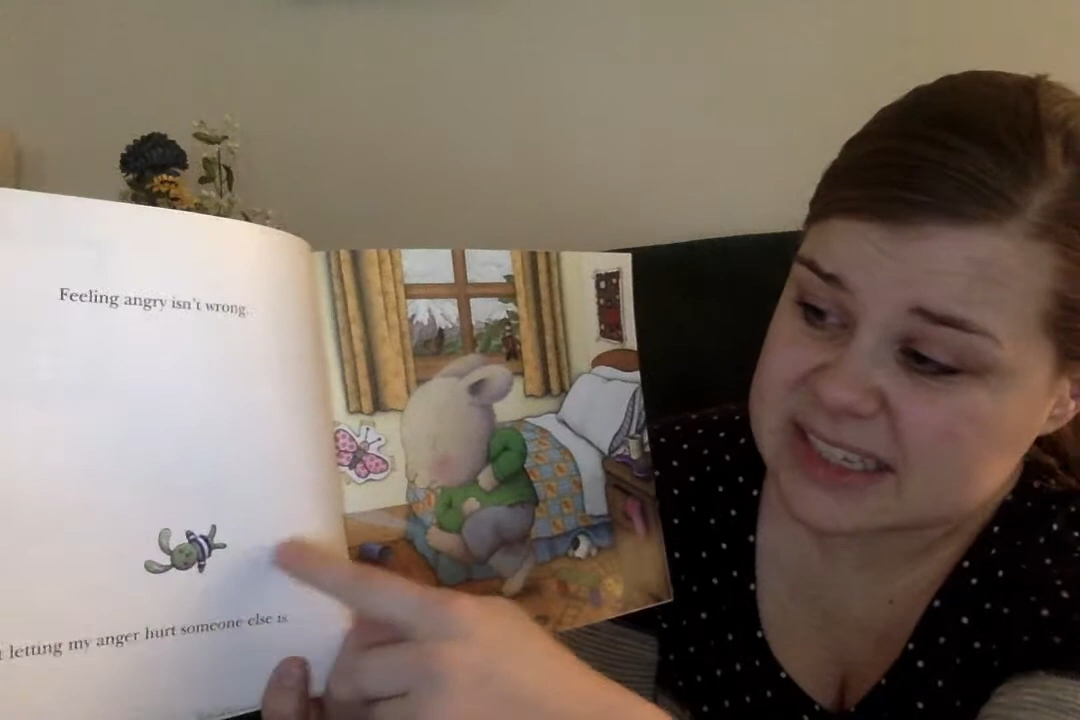 Feeling angry isn't wrong.
letting my anger hurt someone else is